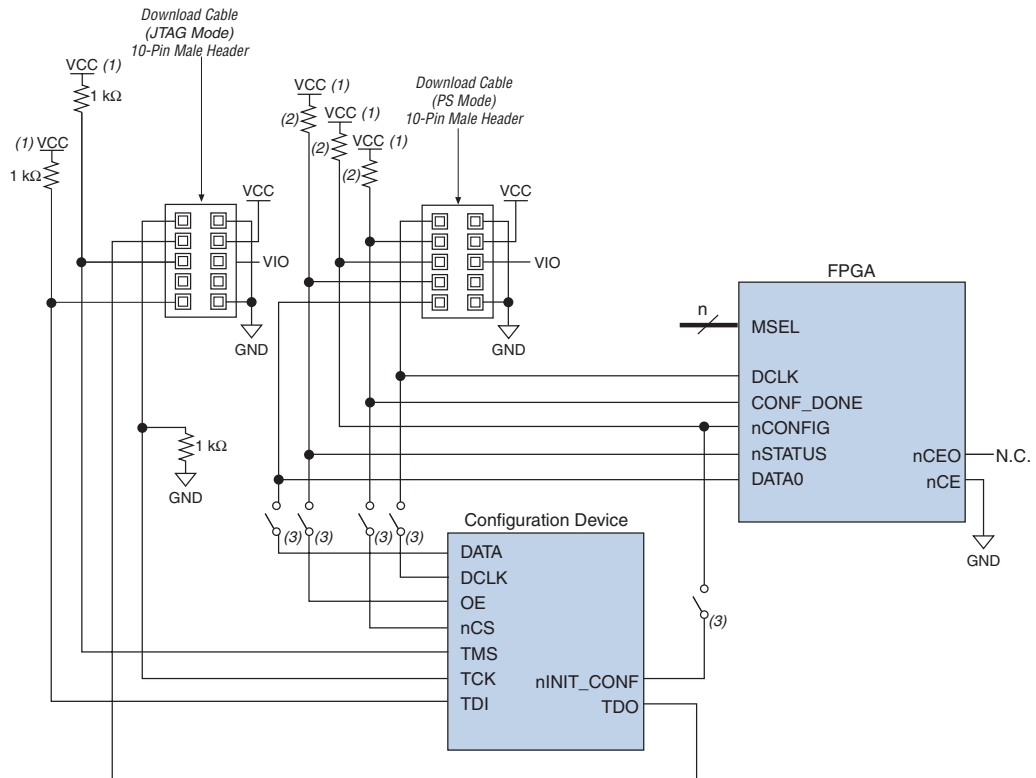 Download Cable
(JTAG Mode)
10-Pin Male Header
VCC (1)
1 kΩ
(1) VCC
1 kΩ
VCC
VIO
GND
VCC (1)
(2)
VCC (1)
(2)
VCC (1)
(2)
Download Cable
(PS Mode)
10-Pin Male Header
VCC
VIO
GND
1 kΩ
GND
FPGA
n
MSEL
DCLK
CONF_DONE
nCONFIG
nSTATUS
DATA0
nCEO
N.C.
nCE
GND
(3)
(3)
(3)
(3)
(3)
Configuration Device
DATA
DCLK
OE
nCS
TMS
TCK
TDI
nINIT_CONF
TDO